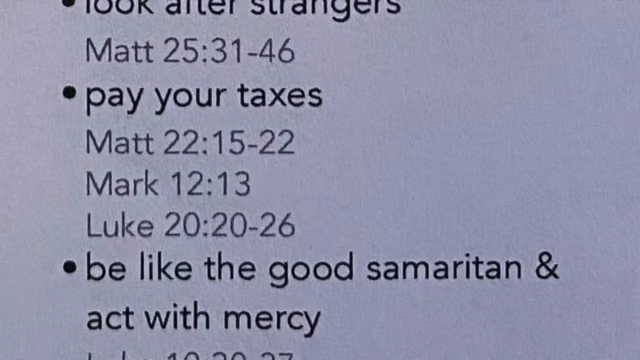 • look after strangers
Matt 25:31-46
• pay your taxes
Matt 22:15-22
Mark 12:13
Luke 20:20-26
• be like the good samaritan &
act with mercy